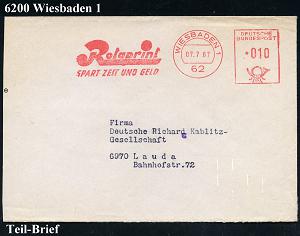 6200 Wiesbaden 1
Rotaprint
SPART ZEIT UND GELD
WIESBADEN 1
07.7.67
62
DEUTSCHE
BUNDESPOST
*010
Firma
Deutsche Richard Kablitz-
Gesellschaft
6970 Lauda
Bahnhofstr.72
Teil-Brief